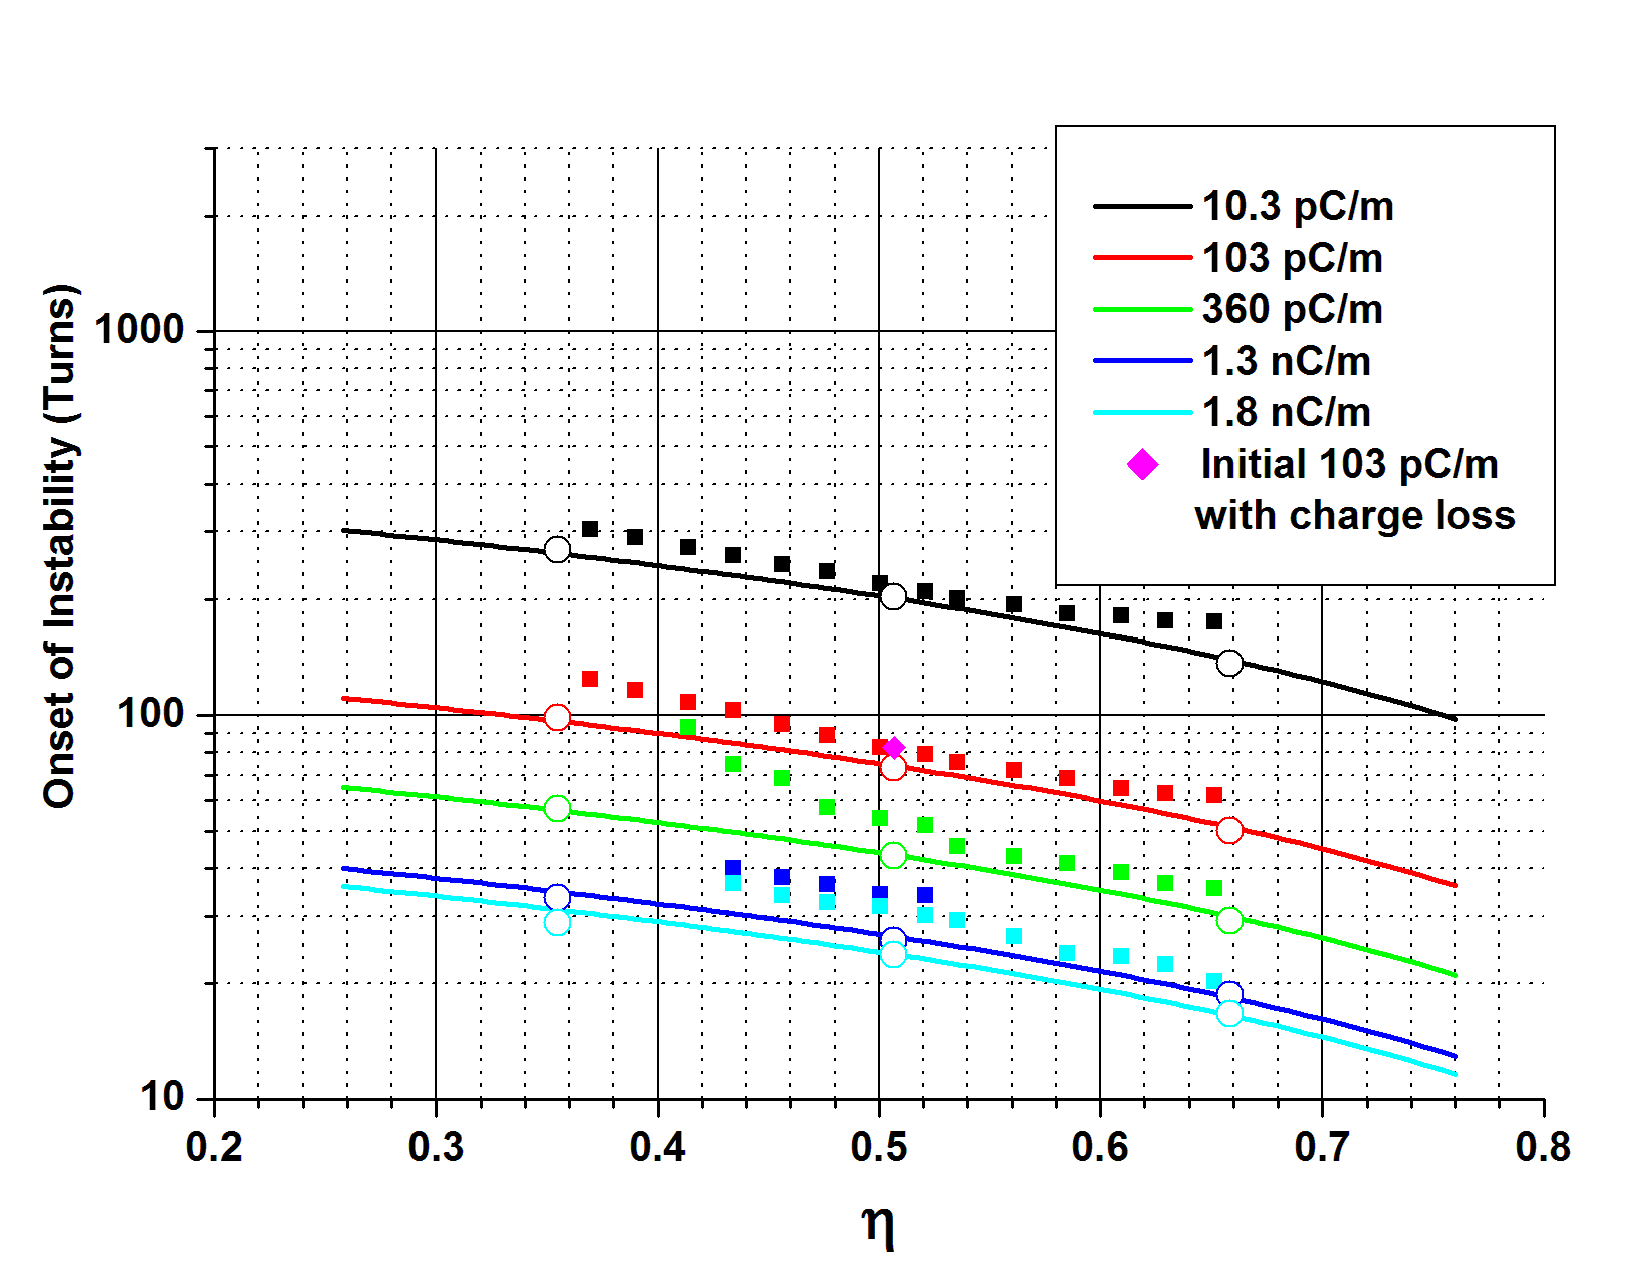 10.3 pC/m
103 pC/m
360 pC/m
1.3 nC/m
1.8 nC/m
Initial 103 pC/m
with charge loss
Onset of Instability (Turns)
1000
100
10
0.2 0.3 0.4 0.5 0.6 0.7 0.8
η